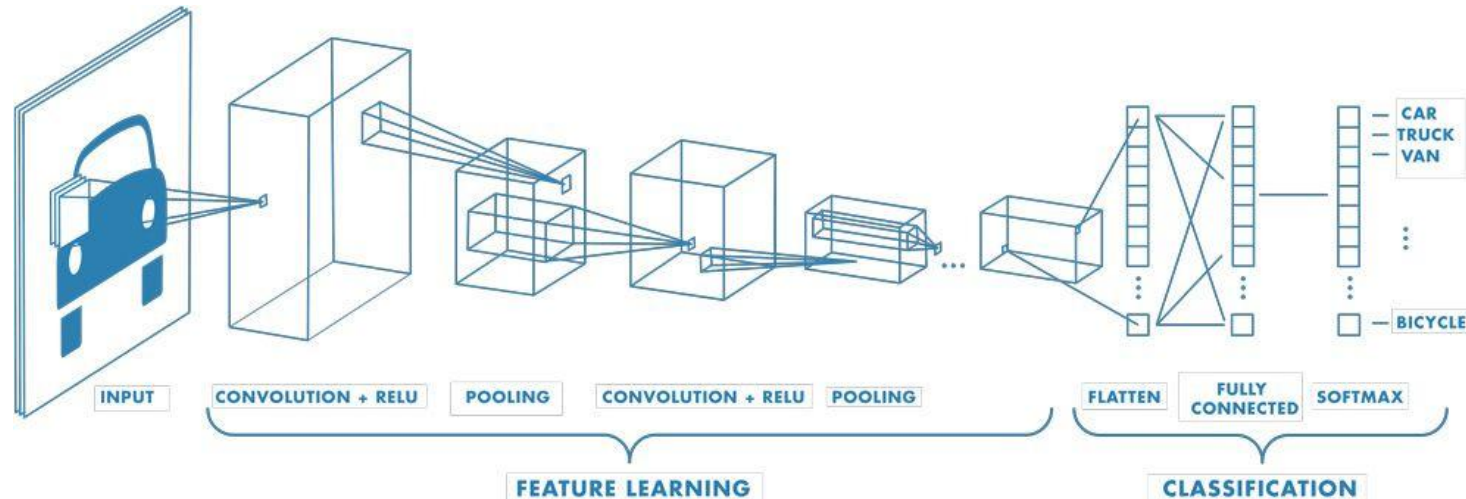 CAR
TRUCK
VAN
BICYCLE
INPUT
CONVOLUTION + RELU
POOLING
CONVOLUTION + RELU
POOLING
FLATTEN
FULLY
CONNECTED
SOFTMAX
FEATURE LEARNING
CLASSIFICATION